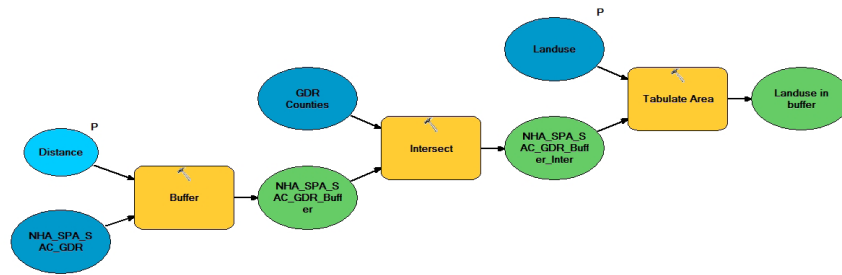 P
Landuse
Tabulate Area
Landuse in
buffer
GDR
Counties
Intersect
NHA_SPA_S
AC_GDR_Buff
er_Inter
P
Distance
Buffer
NHA_SPA_S
AC_GDR_Buff
er
NHA_SPA_S
AC_GDR